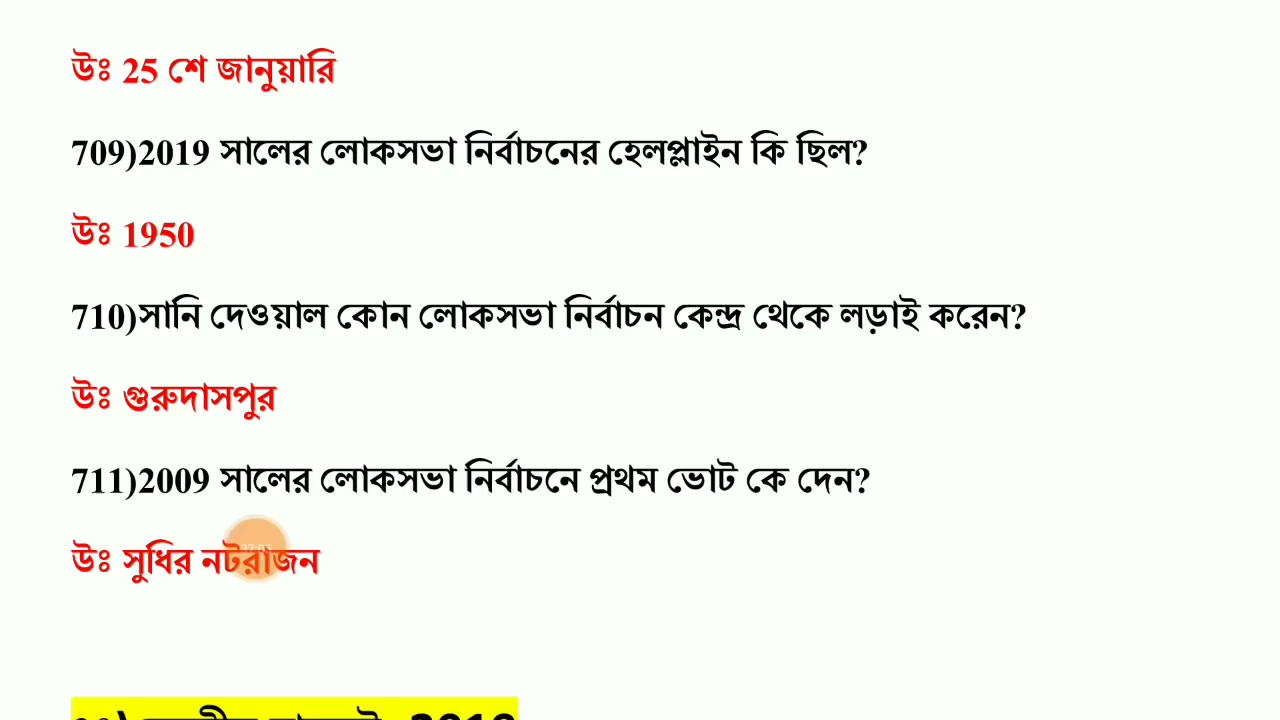 উঃ 25 শে জানুয়ারি
709)2019 সালের লোকসভা নির্বাচনের হেলপ্লাইন কি ছিল?
উঃ 1950
710)সানি দেওয়াল কোন লোকসভা নির্বাচন কেন্দ্র থেকে লড়াই করেন?
উঃ গুরুদাসপুর
711)2009 সালের লোকসভা নির্বাচনে প্রথম ভোট কে দেন?
উঃ সুধির নটরাজন